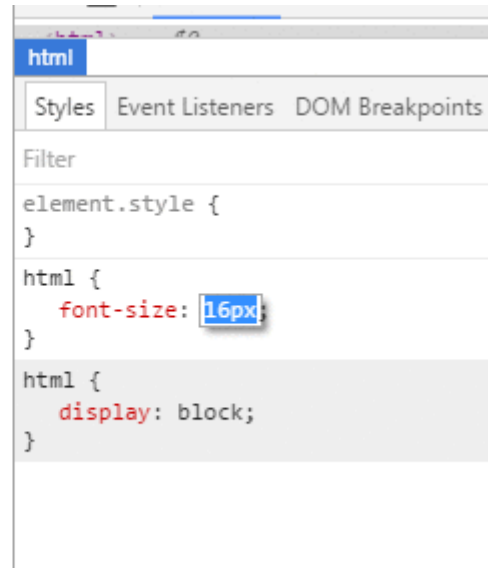 html
Styles Event Listeners DOM Breakpoints
Filter
element.style {
}
html {
font-size: 16px;
}
html {
display: block;
}